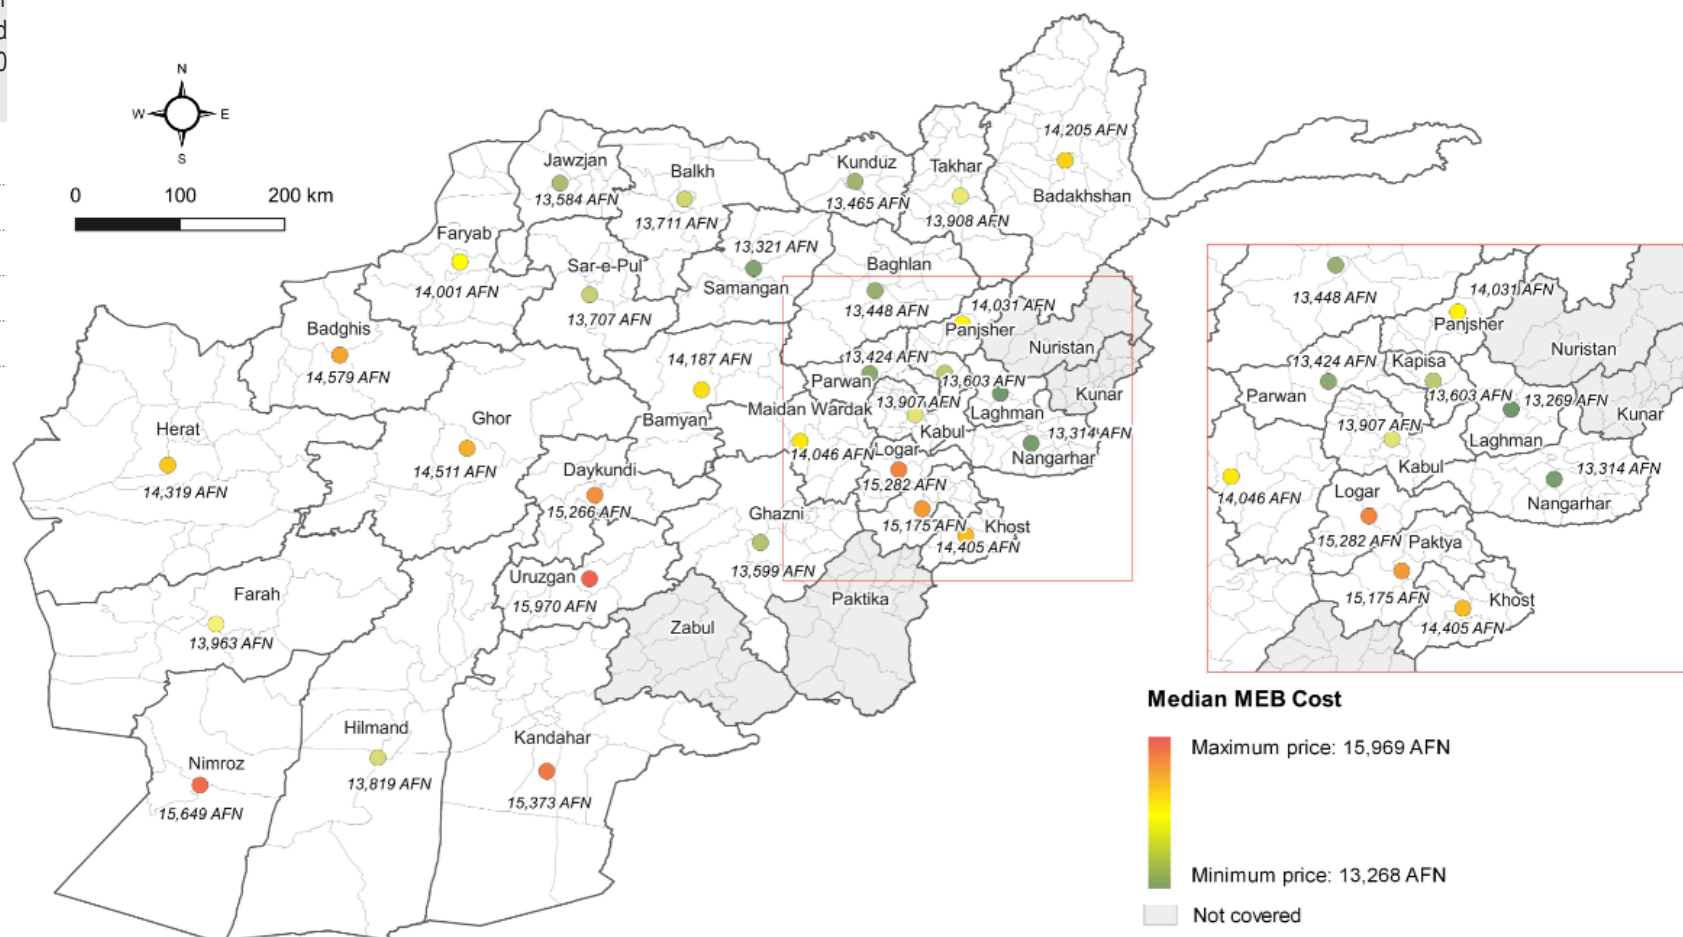 d
0
N
W
E
S
0 100 200 km
14,205 AFN
Badakhshan
Jawzjan
13,584 AFN
Balkh
13,711 AFN
Kunduz
13,465 AFN
Takhar
13,908 AFN
Faryab
14,001 AFN
Sar-e-Pul
13,707 AFN
13,321 AFN
Samangan
Baghlan
13,448 AFN
14,031 AFN
Panjsher
Nuristan
Kunar
Badghis
14,579 AFN
14,187 AFN
Bamyan
13,424 AFN
Parwan
13,603 AFN
13,907 AFN
Kabul
Laghman
Maidan Wardak
14,046 AFN
13,314 AFN
Nangarhar
Herat
14,319 AFN
Ghor
14,511 AFN
Daykundi
15,266 AFN
Logar
15,282 AFN
15,175 AFN
Khost
14,405 AFN
Ghazni
13,599 AFN
Uruzgan
15,970 AFN
Paktika
Zabul
Farah
13,963 AFN
Nimroz
15,649 AFN
Hilmand
13,819 AFN
Kandahar
15,373 AFN
13,448 AFN
14,031 AFN
Panjsher
Nuristan
13,424 AFN
Kapisa
Parwan
13,603 AFN
13,269 AFN
Kunar
13,907 AFN
Laghman
Kabul
13,314 AFN
Nangarhar
14,046 AFN
Logar
15,282 AFN
Paktya
15,175 AFN
Khost
14,405 AFN
Median MEB Cost
Maximum price: 15,969 AFN
Minimum price: 13,268 AFN
Not covered